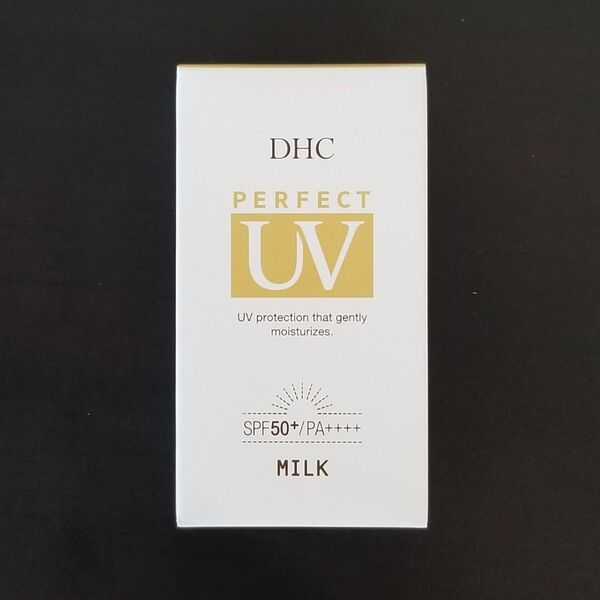 DHC
PERFECT
UV
UV protection that gently
moisturizes.
SPF50+/PA++++
MILK